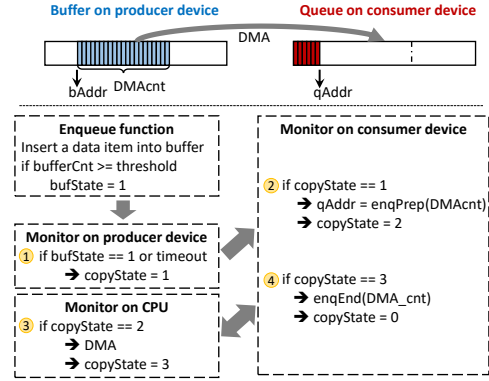 Buffer on producer device
Queue on consumer device
DMA
bAddr
DMAcnt
qAddr
Enqueue function
Insert a data item into buffer
if bufferCnt >= threshold
bufState = 1
Monitor on producer device
1 if bufState == 1 or timeout
➔ copyState = 1
Monitor on CPU
3 if copyState == 2
➔ DMA
➔ copyState = 3
Monitor on consumer device
2 if copyState == 1
➔ qAddr = enqPrep(DMAcnt)
➔ copyState = 2
4 if copyState == 3
➔ enqEnd(DMA_cnt)
➔ copyState = 0